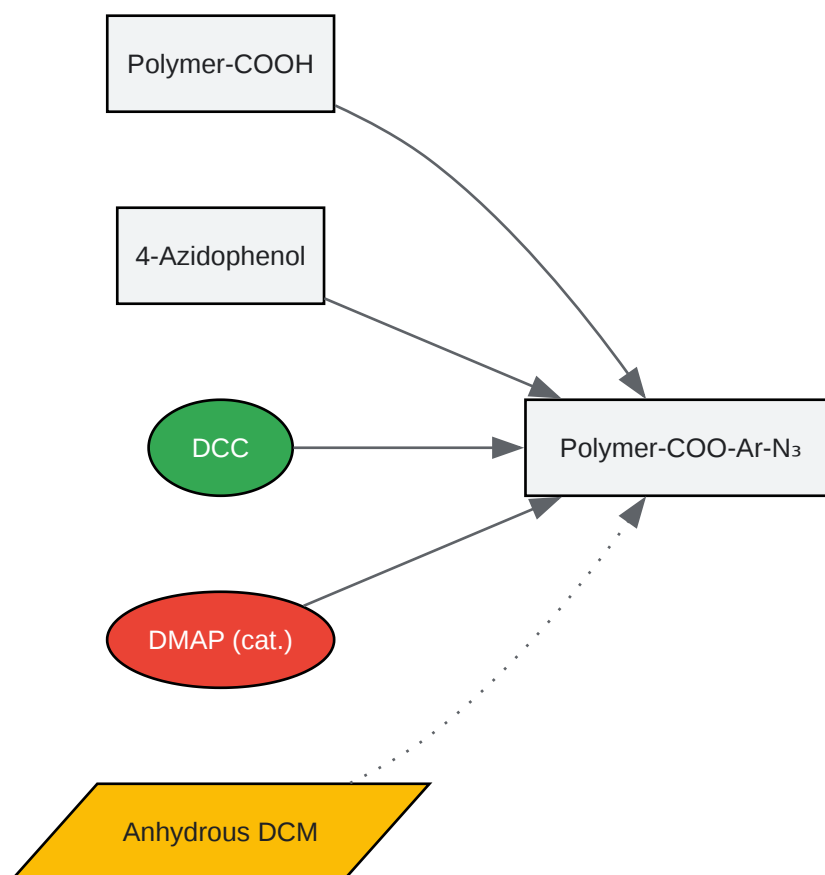 Polymer-COOH
4-Azidophenol
DCC
Polymer-COO-Ar-N₃
DMAP (cat.)
Anhydrous DCM